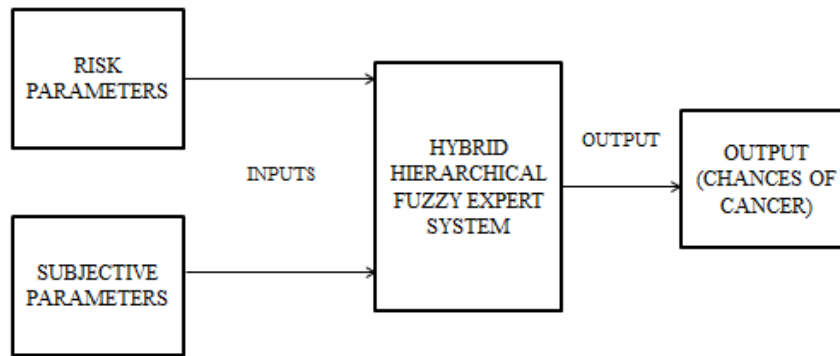 RISK
PARAMETERS
INPUTS
SUBJECTIVE
PARAMETERS
HYBRID
HIERARCHICAL
FUZZY EXPERT
SYSTEM
OUTPUT
OUTPUT
(CHANCES OF
CANCER)